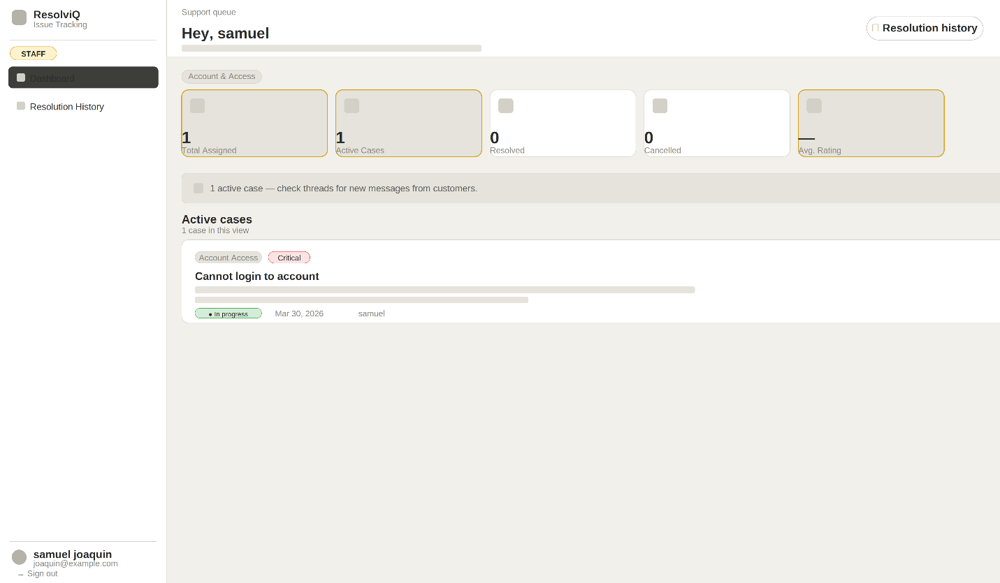 ResolviQ
Issue Tracking
STAFF
Dashboard
Resolution History
samuel joaquin
joaquin@example.com
→ Sign out
Support queue
Hey, samuel
Resolution history
Account & Access
1
Total Assigned
1
Active Cases
0
Resolved
0
Cancelled
—
Avg. Rating
1 active case — check threads for new messages from customers.
Active cases
1 case in this view
Account Access
Critical
Cannot login to account
● In progress
Mar 30, 2026
samuel